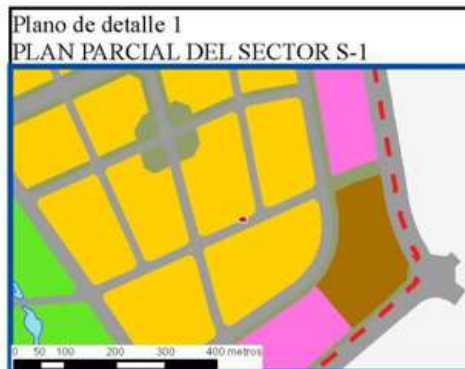 Plano de detalle 1
PLAN PARCIAL DEL SECTOR S-1
0 50 100 200 300 400 metros